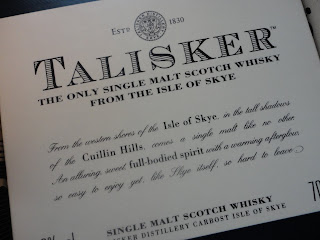 ESTD 1830
TALISKER™
THE ONLY SINGLE MALT SCOTCH WHISKY
FROM THE ISLE OF SKYE
From the western shores of the Isle of Skye, in the tall shadows
of the Cuillin Hills, comes a single malt like no other.
An alluring sweet full-bodied spirit with a warming afterglow,
so easy to enjoy yet, like Skye itself, so hard to leave
SINGLE MALT SCOTCH WHISKY
DISTILLERY CARBOST ISLE OF SKYE
70